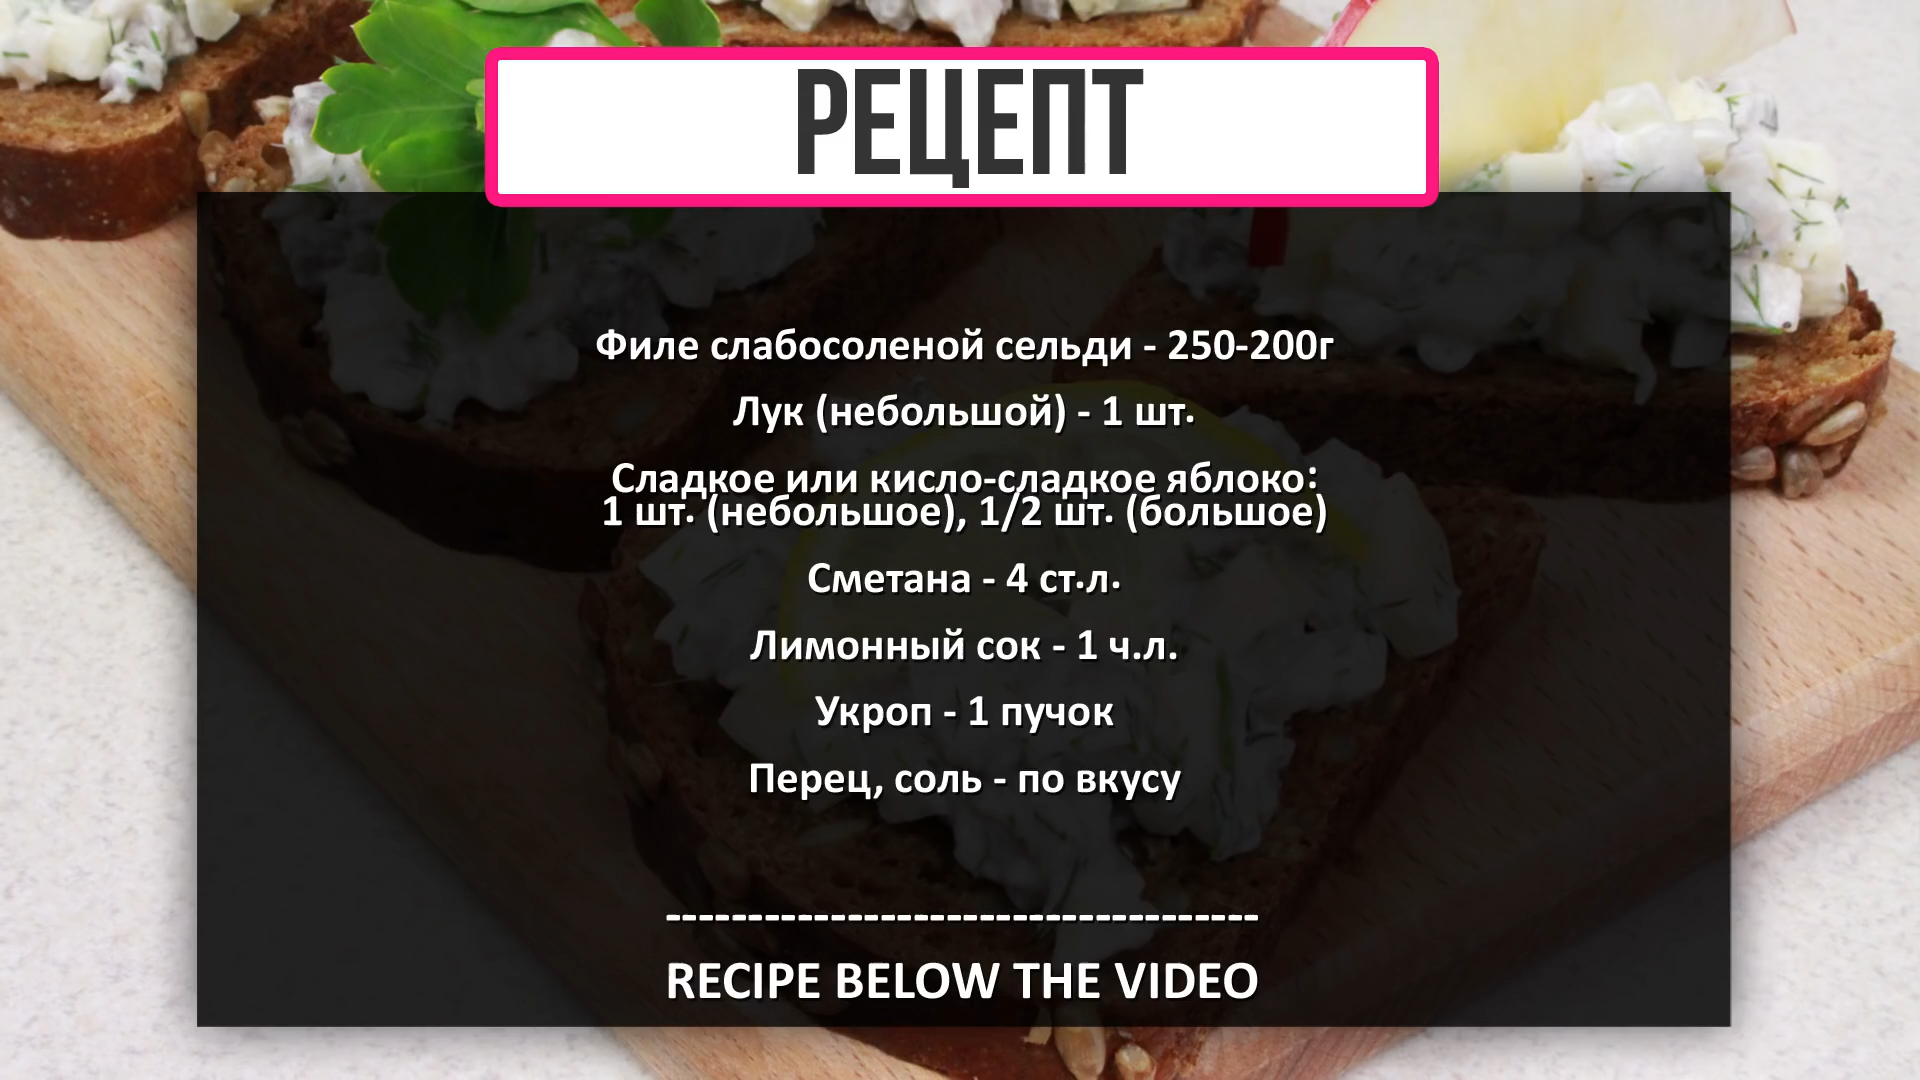 РЕЦЕПТ
Филе слабосоленой сельди - 250-200г
Лук (небольшой) - 1 шт.
Сладкое или кисло-сладкое яблоко:
1 шт. (небольшое), 1/2 шт. (большое)
Сметана - 4 ст.л.
Лимонный сок - 1 ч.л.
Укроп - 1 пучок
Перец, соль - по вкусу
------------------------------------
RECIPE BELOW THE VIDEO